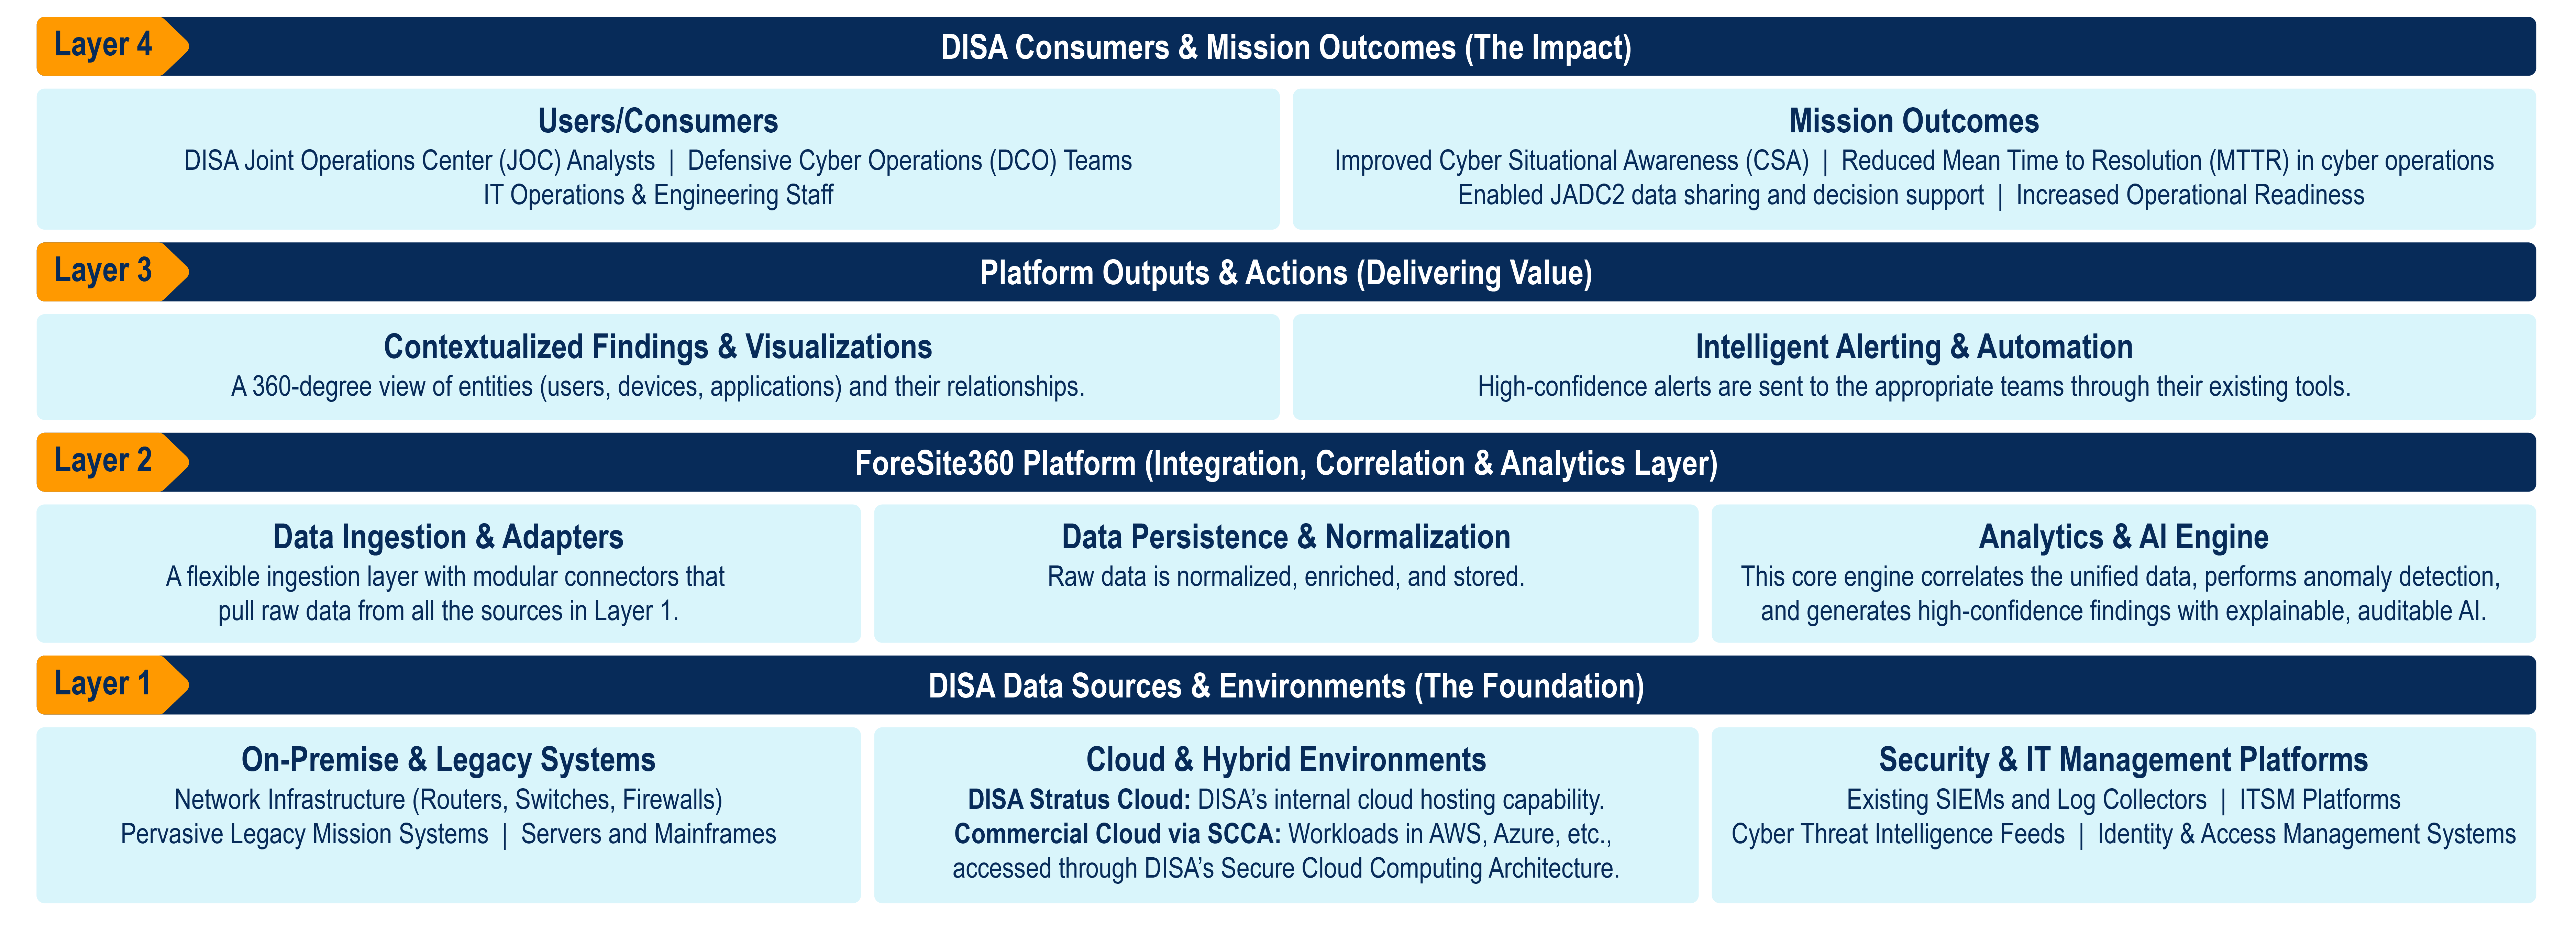 Layer 4
DISA Consumers & Mission Outcomes (The Impact)
Users/Consumers
DISA Joint Operations Center (JOC) Analysts | Defensive Cyber Operations (DCO) Teams
IT Operations & Engineering Staff
Mission Outcomes
Improved Cyber Situational Awareness (CSA) | Reduced Mean Time to Resolution (MTTR) in cyber operations
Enabled JADC2 data sharing and decision support | Increased Operational Readiness
Layer 3
Platform Outputs & Actions (Delivering Value)
Contextualized Findings & Visualizations
A 360-degree view of entities (users, devices, applications) and their relationships.
Intelligent Alerting & Automation
High-confidence alerts are sent to the appropriate teams through their existing tools.
Layer 2
ForeSite360 Platform (Integration, Correlation & Analytics Layer)
Data Ingestion & Adapters
A flexible ingestion layer with modular connectors that
pull raw data from all the sources in Layer 1.
Data Persistence & Normalization
Raw data is normalized, enriched, and stored.
Analytics & AI Engine
This core engine correlates the unified data, performs anomaly detection,
and generates high-confidence findings with explainable, auditable AI.
Layer 1
DISA Data Sources & Environments (The Foundation)
On-Premise & Legacy Systems
Network Infrastructure (Routers, Switches, Firewalls)
Pervasive Legacy Mission Systems | Servers and Mainframes
Cloud & Hybrid Environments
DISA Stratus Cloud: DISA’s internal cloud hosting capability.
Commercial Cloud via SCCA: Workloads in AWS, Azure, etc.,
accessed through DISA’s Secure Cloud Computing Architecture.
Security & IT Management Platforms
Existing SIEMs and Log Collectors | ITSM Platforms
Cyber Threat Intelligence Feeds | Identity & Access Management Systems